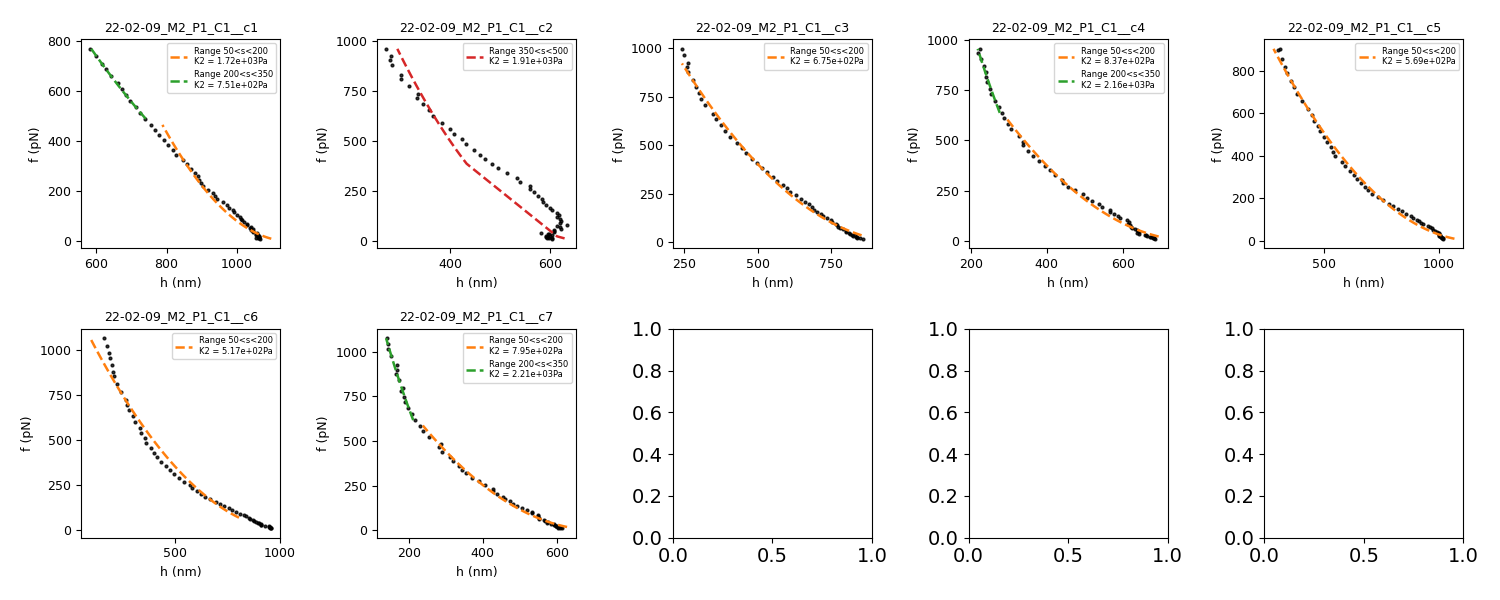 22-02-09_M2_P1_C1__c1
22-02-09_M2_P1_C1__c2
22-02-09_M2_P1_C1__c3
22-02-09_M2_P1_C1__c4
22-02-09_M2_P1_C1__c5
f (pN)
800
600
400
200
0
Range 50<s<200
K2 = 1.72e+03Pa
Range 200<s<350
K2 = 7.51e+02Pa
600 800 1000
h (nm)
f (pN)
1000
750
500
250
0
Range 350<s<500
K2 = 1.91e+03Pa
400 600
h (nm)
f (pN)
1000
750
500
250
0
Range 50<s<200
K2 = 6.75e+02Pa
250 500 750
h (nm)
f (pN)
1000
750
500
250
0
Range 50<s<200
K2 = 8.37e+02Pa
Range 200<s<350
K2 = 2.16e+03Pa
200 400 600
h (nm)
f (pN)
800
600
400
200
0
Range 50<s<200
K2 = 5.69e+02Pa
500 1000
h (nm)
22-02-09_M2_P1_C1__c6
22-02-09_M2_P1_C1__c7
f (pN)
1000
750
500
250
0
Range 50<s<200
K2 = 5.17e+02Pa
500 1000
h (nm)
f (pN)
1000
750
500
250
0
Range 50<s<200
K2 = 7.95e+02Pa
Range 200<s<350
K2 = 2.21e+03Pa
200 400 600
h (nm)
1.0
0.8
0.6
0.4
0.2
0.0
0.0 0.5 1.0
1.0
0.8
0.6
0.4
0.2
0.0
0.0 0.5 1.0
1.0
0.8
0.6
0.4
0.2
0.0
0.0 0.5 1.0